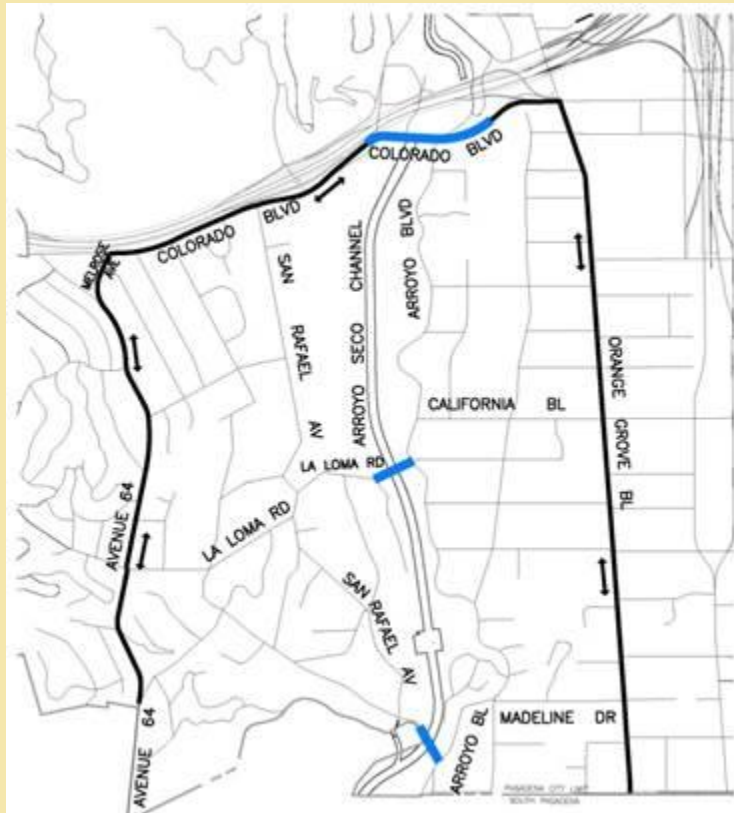 COLORADO BLVD
COLORADO BLVD
MELROSE
AVE
SAN RAFAEL AV
ARROYO SECO CHANNEL
ARROYO BLVD
ORANGE GROVE BL
CALIFORNIA BL
LA LOMA RD
LA LOMA RD
AVENUE 64
SAN RAFAEL AV
AVENUE 64
ARROYO BL
MADELINE DR
PASADENA CITY LIMIT
SOUTH PASADENA